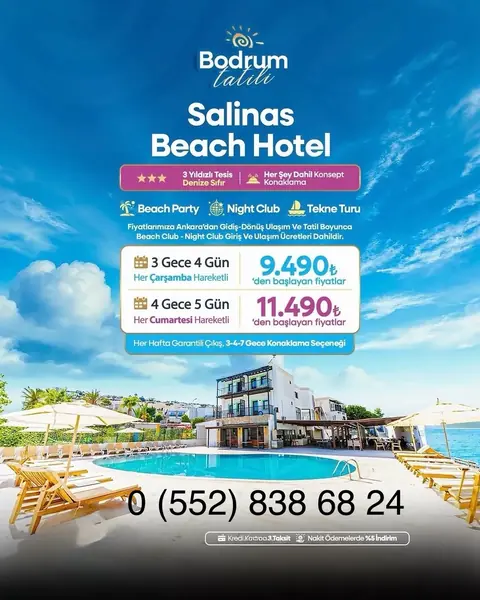 Bodrum
tatili
Salinas
Beach Hotel
3 Yıldızlı Tesis
Denize Sıfır
Her Şey Dahil Konsept
Konaklama
Beach Party
Night Club
Tekne Turu
Fiyatlarımıza Ankara'dan Gidiş-Dönüş Ulaşım Ve Tatil Boyunca
Beach Club - Night Club Giriş Ve Ulaşım Ücretleri Dahildir.
3 Gece 4 Gün
Her Çarşamba Hareketli
9.490₺
'den başlayan fiyatlar
4 Gece 5 Gün
Her Cumartesi Hareketli
11.490₺
'den başlayan fiyatlar
Her Hafta Garantili Çıkış, 3-4-7 Gece Konaklama Seçeneği
0 (552) 838 68 24
Kredi Kartına 3 Taksit
Nakit Ödemelerde %5 İndirim